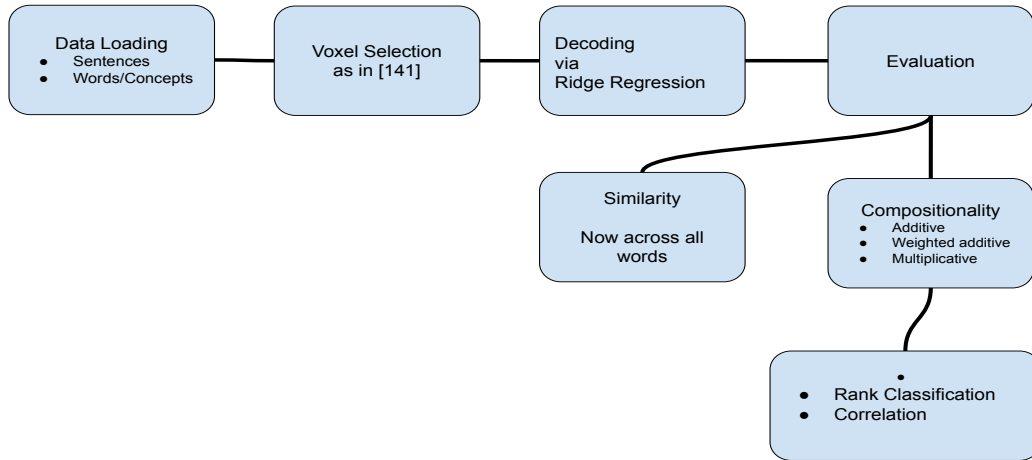 Data Loading
● Sentences
● Words/Concepts
Voxel Selection
as in [141]
Decoding
via
Ridge Regression
Evaluation
Similarity
Now across all
words
Compositionality
● Additive
● Weighted additive
● Multiplicative
●
● Rank Classification
● Correlation